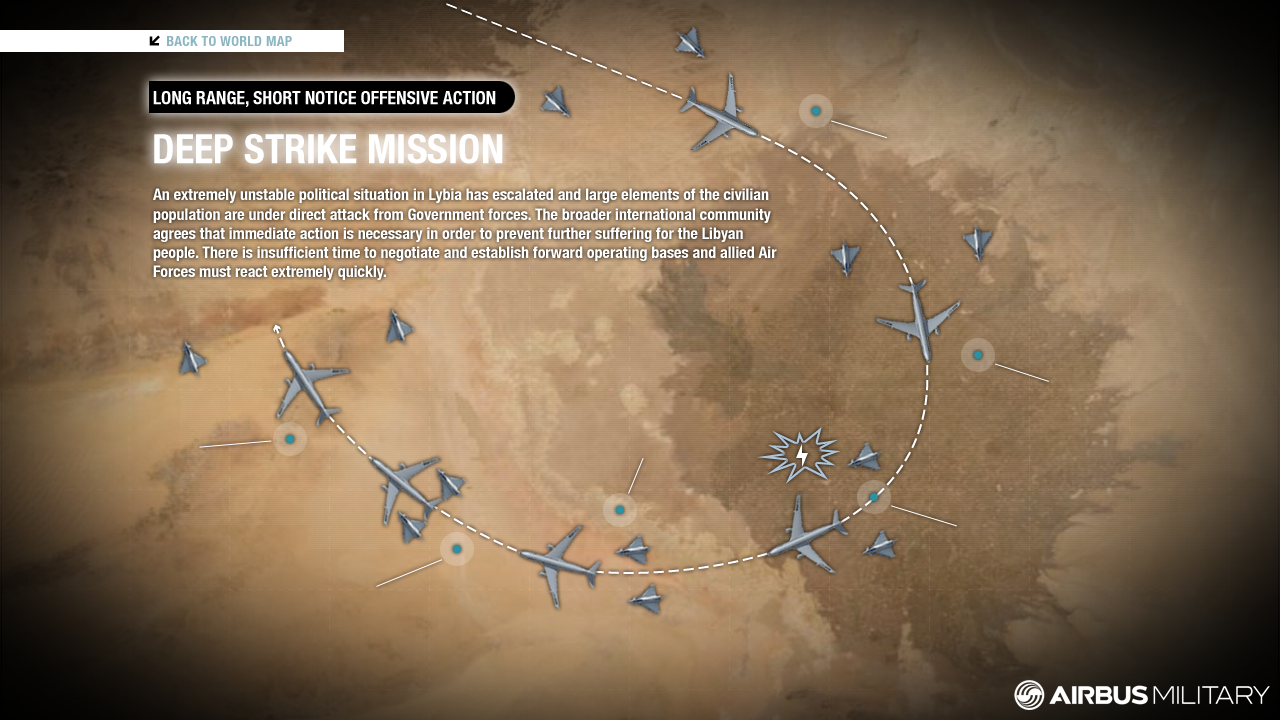 BACK TO WORLD MAP
LONG RANGE, SHORT NOTICE OFFENSIVE ACTION
DEEP STRIKE MISSION
An extremely unstable political situation in Lybia has escalated and large elements of the civilian
population are under direct attack from Government forces. The broader international community
agrees that immediate action is necessary in order to prevent further suffering for the Libyan
people. There is insufficient time to negotiate and establish forward operating bases and allied Air
Forces must react extremely quickly.
AIRBUS MILITARY